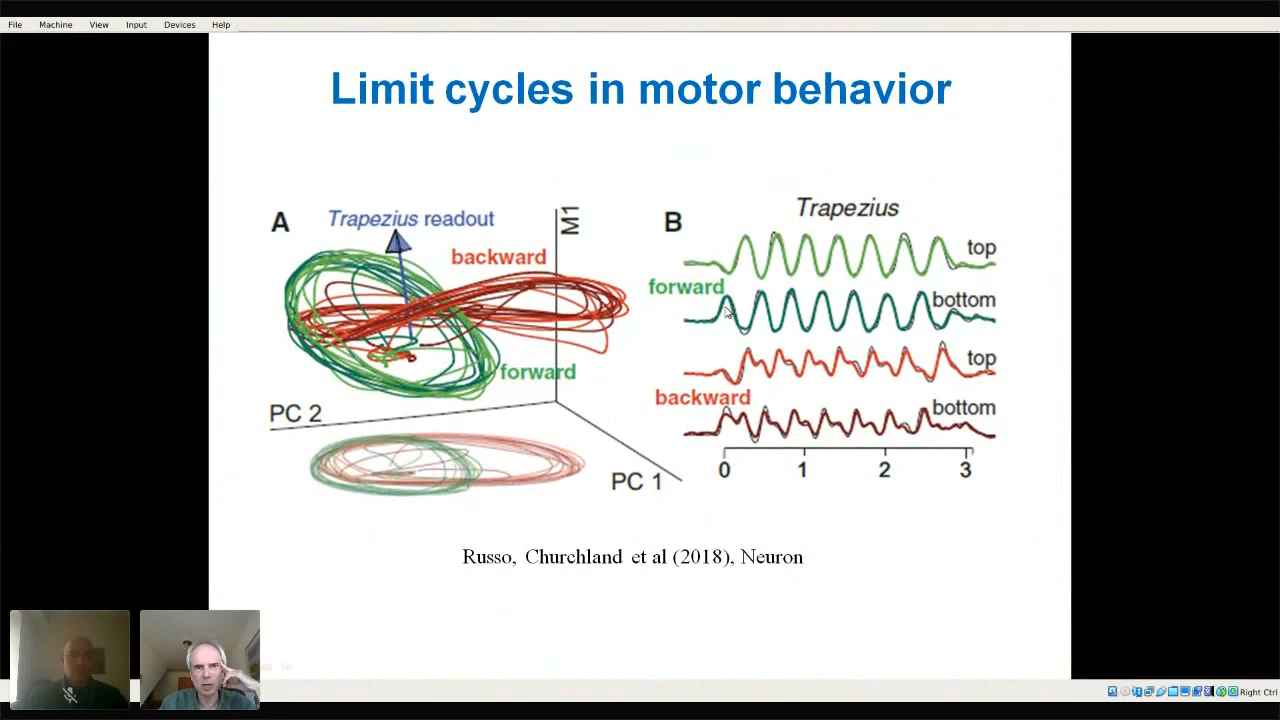 File Machine View Input Devices Help
Limit cycles in motor behavior
A
Trapezius readout
M1
backward
forward
PC 2
PC 1
B
Trapezius
top
forward
bottom
top
backward
bottom
0 1 2 3
Russo, Churchland et al (2018), Neuron
Right Ctrl